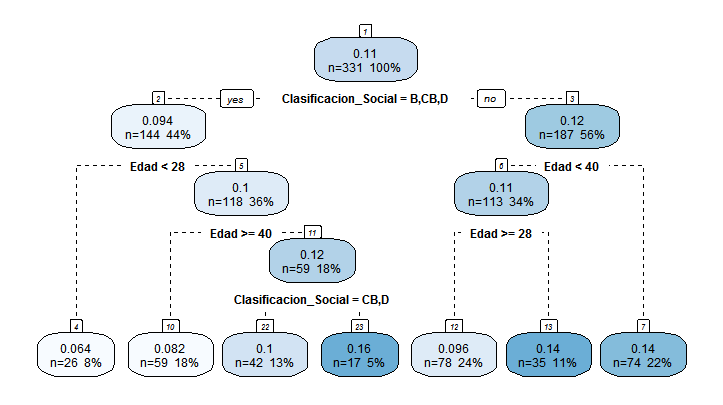 1
0.11
n=331 100%
yes
Clasificacion_Social = B,CB,D
no
2
0.094
n=144 44%
3
0.12
n=187 56%
Edad < 28
Edad < 40
5
0.1
n=118 36%
6
0.11
n=113 34%
Edad >= 40
Edad >= 28
11
0.12
n=59 18%
Clasificacion_Social = CB,D
4
0.064
n=26 8%
10
0.082
n=59 18%
22
0.1
n=42 13%
23
0.16
n=17 5%
12
0.096
n=78 24%
13
0.14
n=35 11%
7
0.14
n=74 22%